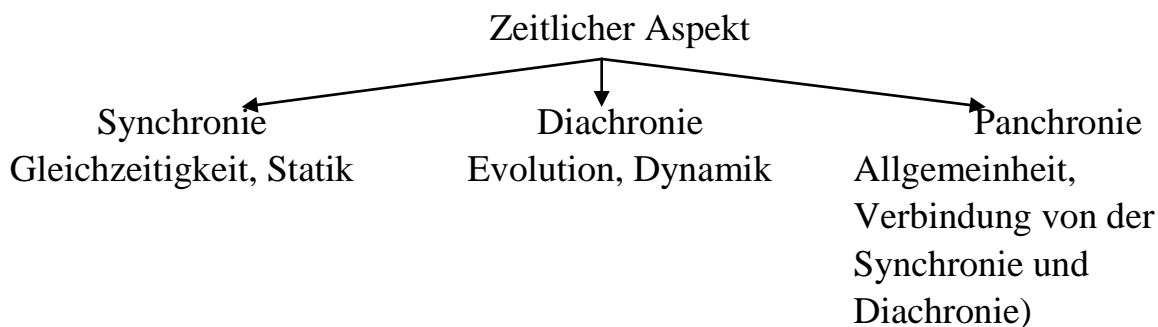 Zeitlicher Aspekt
Synchronie Diachronie Panchronie
Gleichzeitigkeit, Statik Evolution, Dynamik Allgemeinheit,
Verbindung von der
Synchronie und
Diachronie)